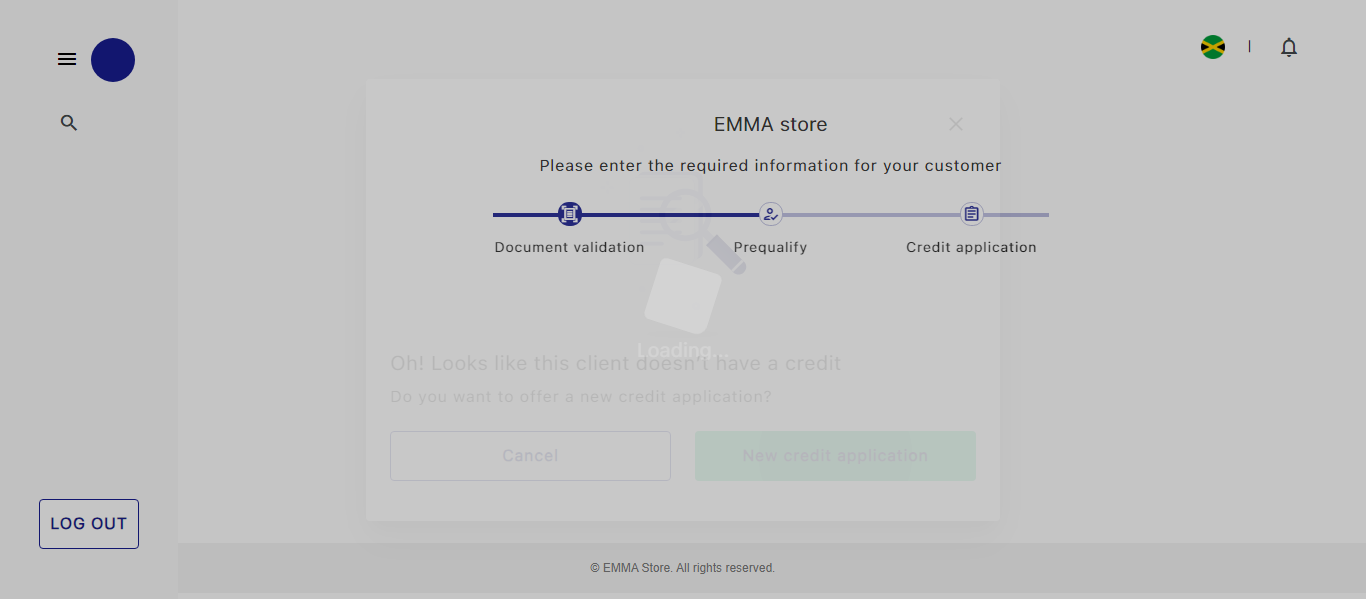 EMMA store
Please enter the required information for your customer
Document validation
Prequalify
Credit application
Loading...
Oh! Looks like this client doesn't have a credit
Do you want to offer a new credit application?
Cancel
New credit application
LOG OUT
© EMMA Store. All rights reserved.